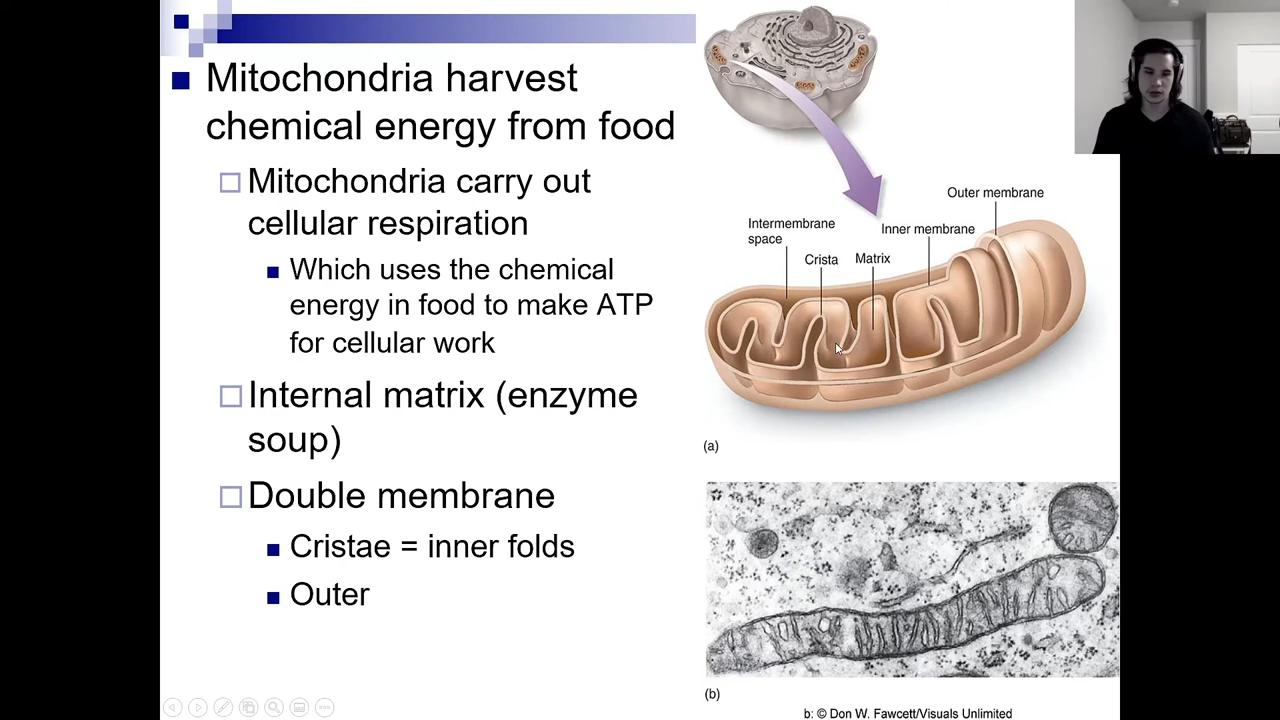 Mitochondria harvest
chemical energy from food
Mitochondria carry out
cellular respiration
Which uses the chemical
energy in food to make ATP
for cellular work
Internal matrix (enzyme
soup)
Double membrane
Cristae = inner folds
Outer
Outer membrane
Intermembrane
space
Inner membrane
Crista
Matrix
(a)
(b)
b: © Don W. Fawcett/Visuals Unlimited